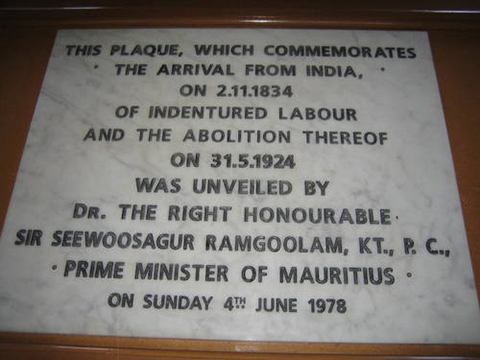 THIS PLAQUE, WHICH COMMEMORATES
· THE ARRIVAL FROM INDIA, ·
ON 2.11.1834
OF INDENTURED LABOUR
AND THE ABOLITION THEREOF
ON 31.5.1924
WAS UNVEILED BY
DR. THE RIGHT HONOURABLE·
SIR SEEWOOSAGUR RAMGOOLAM, KT., P. C.,
· PRIME MINISTER OF MAURITIUS ·
ON SUNDAY 4TH JUNE 1978